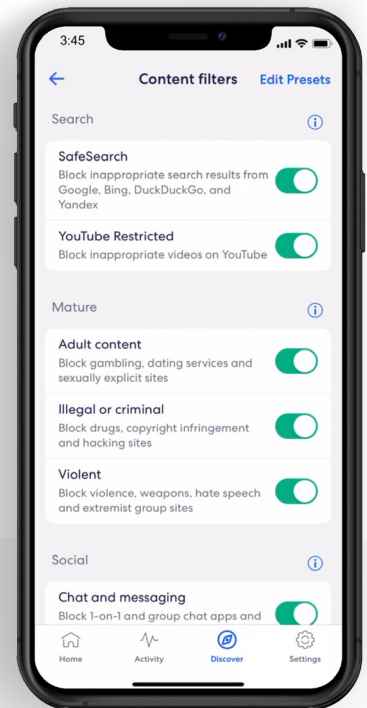 3:45
Content filters
Edit Presets
Search
SafeSearch
Block inappropriate search results from
Google, Bing, DuckDuckGo, and
Yandex
YouTube Restricted
Block inappropriate videos on YouTube
Mature
Adult content
Block gambling, dating services and
sexually explicit sites
Illegal or criminal
Block drugs, copyright infringement
and hacking sites
Violent
Block violence, weapons, hate speech
and extremist group sites
Social
Chat and messaging
Block 1-on-1 and group chat apps and
Home
Activity
Discover
Settings